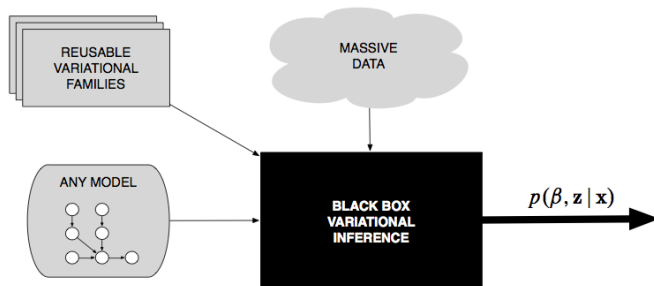 REUSABLE
VARIATIONAL
FAMILIES
MASSIVE
DATA
ANY MODEL
BLACK BOX
VARIATIONAL
INFERENCE
p(β, z | x)